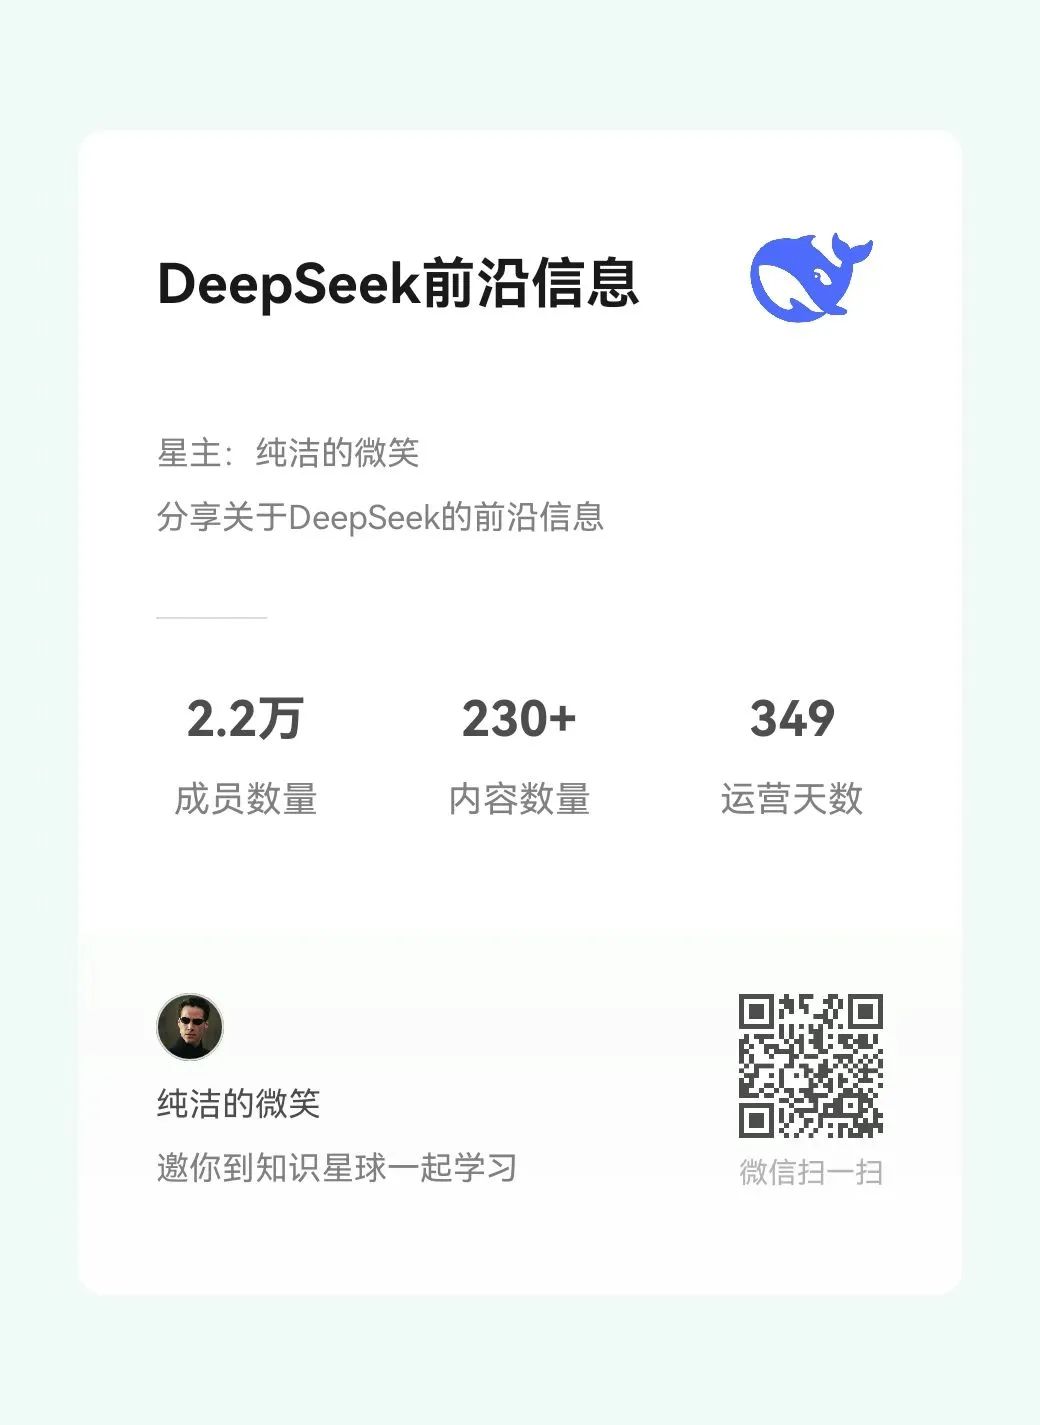 DeepSeek前沿信息
星主：纯洁的微笑
分享关于DeepSeek的前沿信息
2.2万 230+ 349
成员数量 内容数量 运营天数
纯洁的微笑
邀你到知识星球一起学习
微信扫一扫